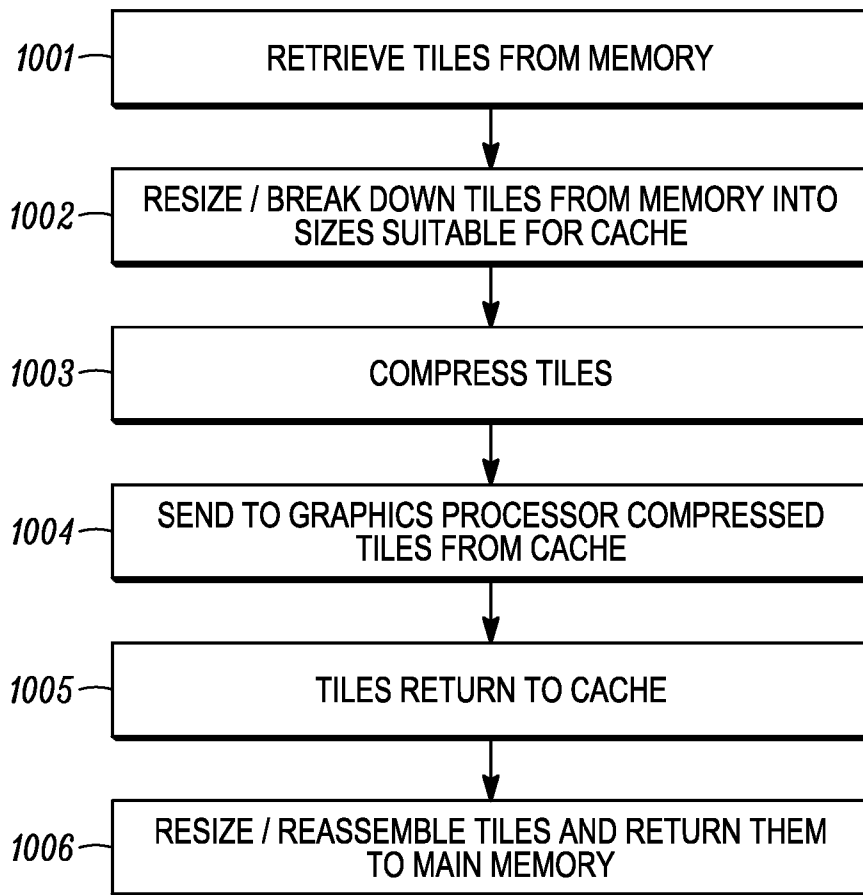 1001
RETRIEVE TILES FROM MEMORY
1002
RESIZE / BREAK DOWN TILES FROM MEMORY INTO
SIZES SUITABLE FOR CACHE
1003
COMPRESS TILES
1004
SEND TO GRAPHICS PROCESSOR COMPRESSED
TILES FROM CACHE
1005
TILES RETURN TO CACHE
1006
RESIZE / REASSEMBLE TILES AND RETURN THEM
TO MAIN MEMORY